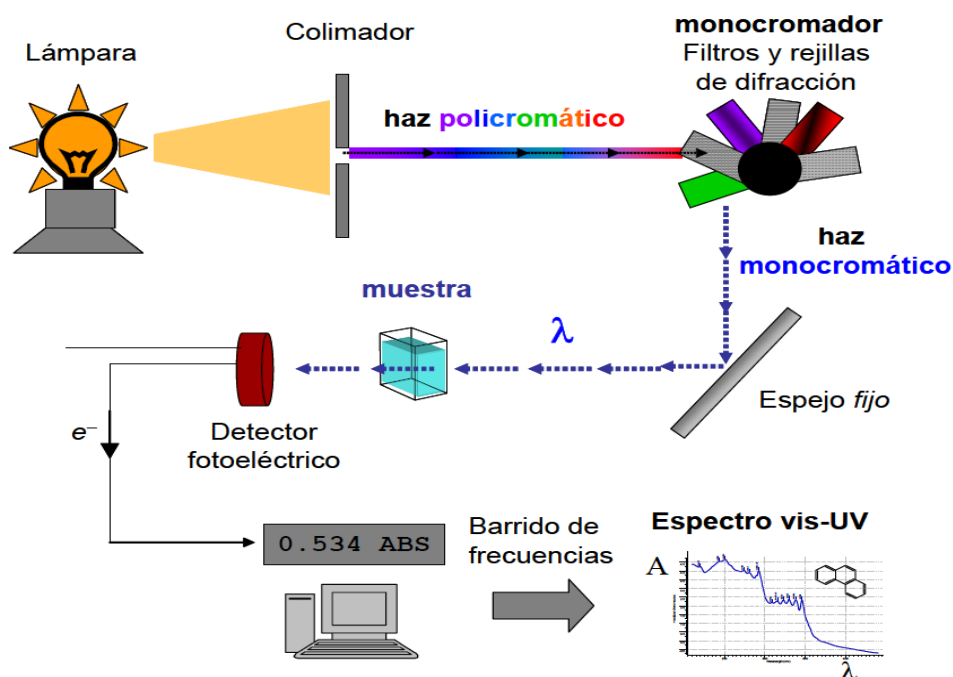 Lámpara
Colimador
monocromador
Filtros y rejillas
de difracción
haz policromático
haz
monocromático
muestra
λ
Espejo fijo
Detector
fotoeléctrico
e⁻
0.534 ABS
Barrido de
frecuencias
Espectro vis-UV
A
λ